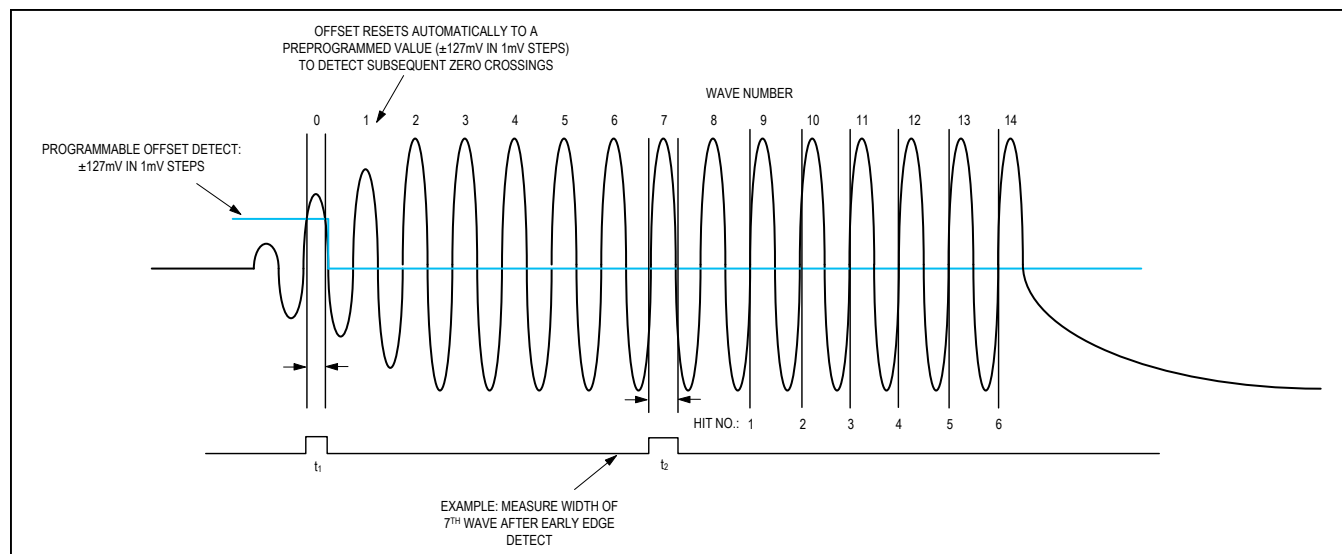 OFFSET RESETS AUTOMATICALLY TO A
PREPROGRAMMED VALUE (±127mV IN 1mV STEPS)
TO DETECT SUBSEQUENT ZERO CROSSINGS
WAVE NUMBER
0 1 2 3 4 5 6 7 8 9 10 11 12 13 14
PROGRAMMABLE OFFSET DETECT:
±127mV IN 1mV STEPS
HIT NO.: 1 2 3 4 5 6
t₁ t₂
EXAMPLE: MEASURE WIDTH OF
7ᵀᴴ WAVE AFTER EARLY EDGE
DETECT